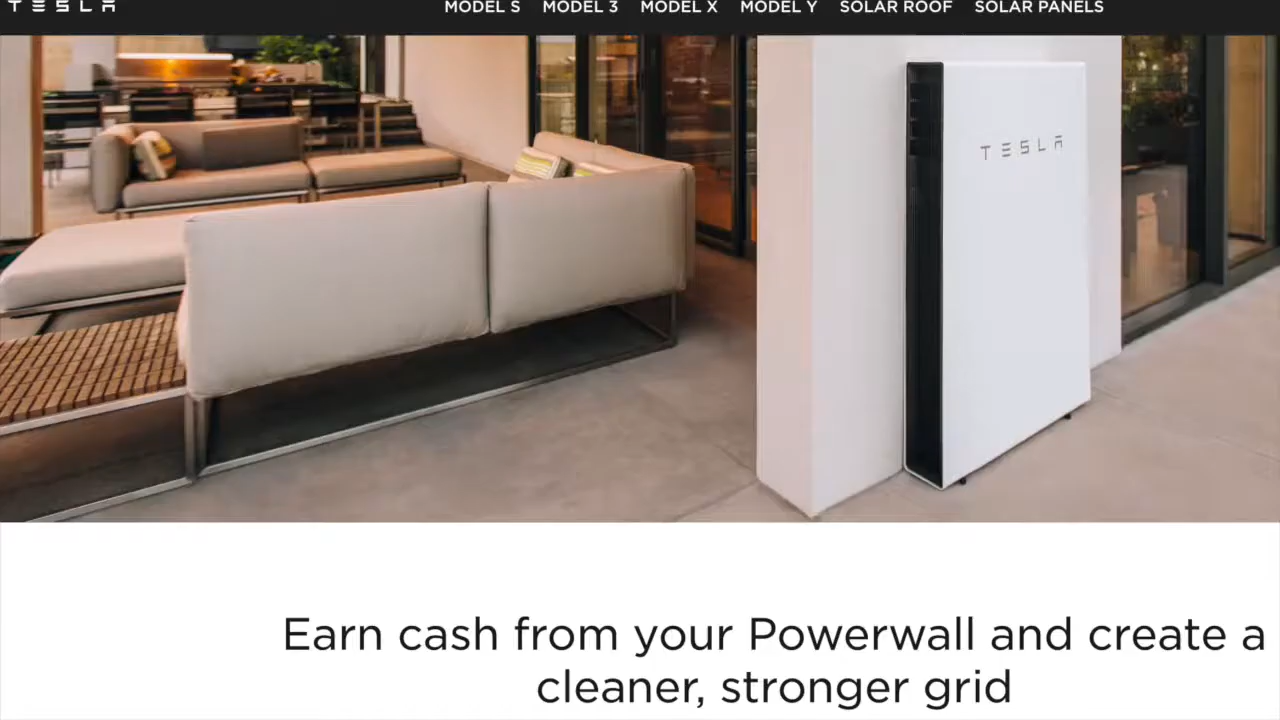 TESLA MODEL S MODEL 3 MODEL X MODEL Y SOLAR ROOF SOLAR PANELS
TESLA
Earn cash from your Powerwall and create a
cleaner, stronger grid